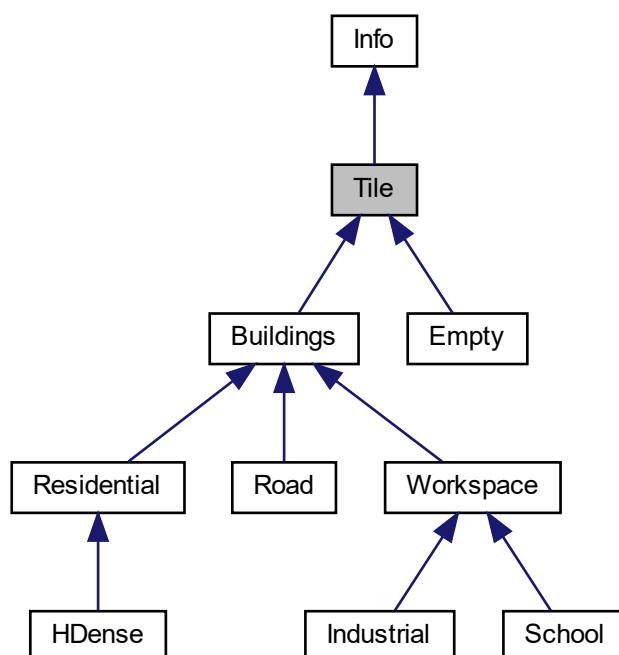 Info
Tile
Buildings
Empty
Residential
Road
Workspace
HDense
Industrial
School